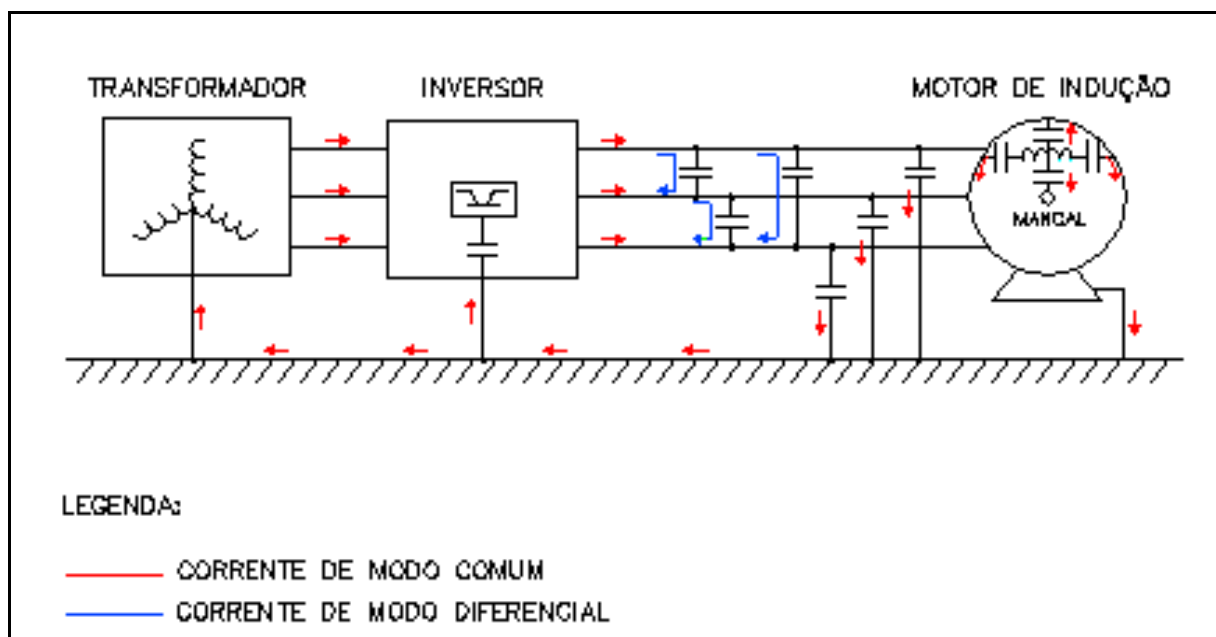 TRANSFORMADOR
INVERSOR
MOTOR DE INDUÇÃO
MANCAL
LEGENDA:
CORRENTE DE MODO COMUM
CORRENTE DE MODO DIFERENCIAL